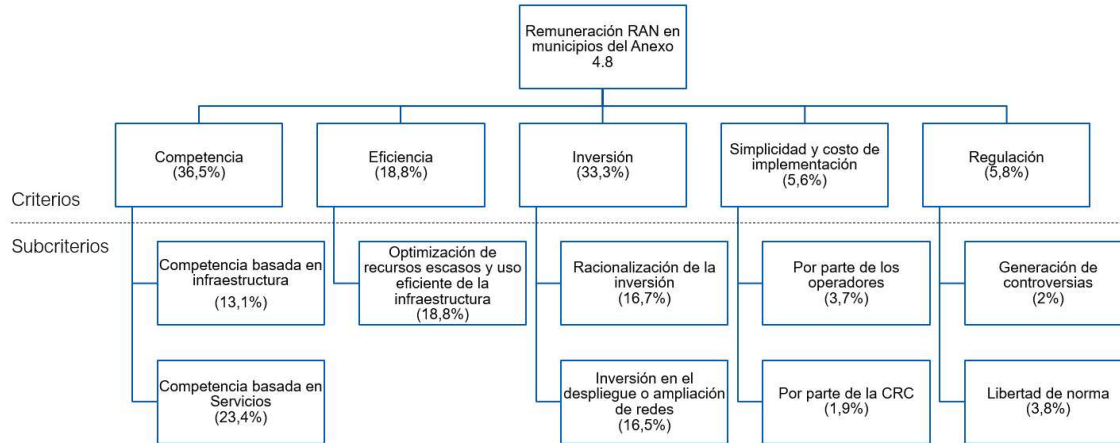 Remuneración RAN en
municipios del Anexo
4.8
Competencia
(36,5%)
Eficiencia
(18,8%)
Inversión
(33,3%)
Simplicidad y costo de
implementación
(5,6%)
Regulación
(5,8%)
Criterios
Subcriterios
Competencia basada en
infraestructura
(13,1%)
Optimización de
recursos escasos y uso
eficiente de la
infraestructura
(18,8%)
Racionalización de la
inversión
(16,7%)
Por parte de los
operadores
(3,7%)
Generación de
controversias
(2%)
Competencia basada en
Servicios
(23,4%)
Inversión en el
despliegue o ampliación
de redes
(16,5%)
Por parte de la CRC
(1,9%)
Libertad de norma
(3,8%)